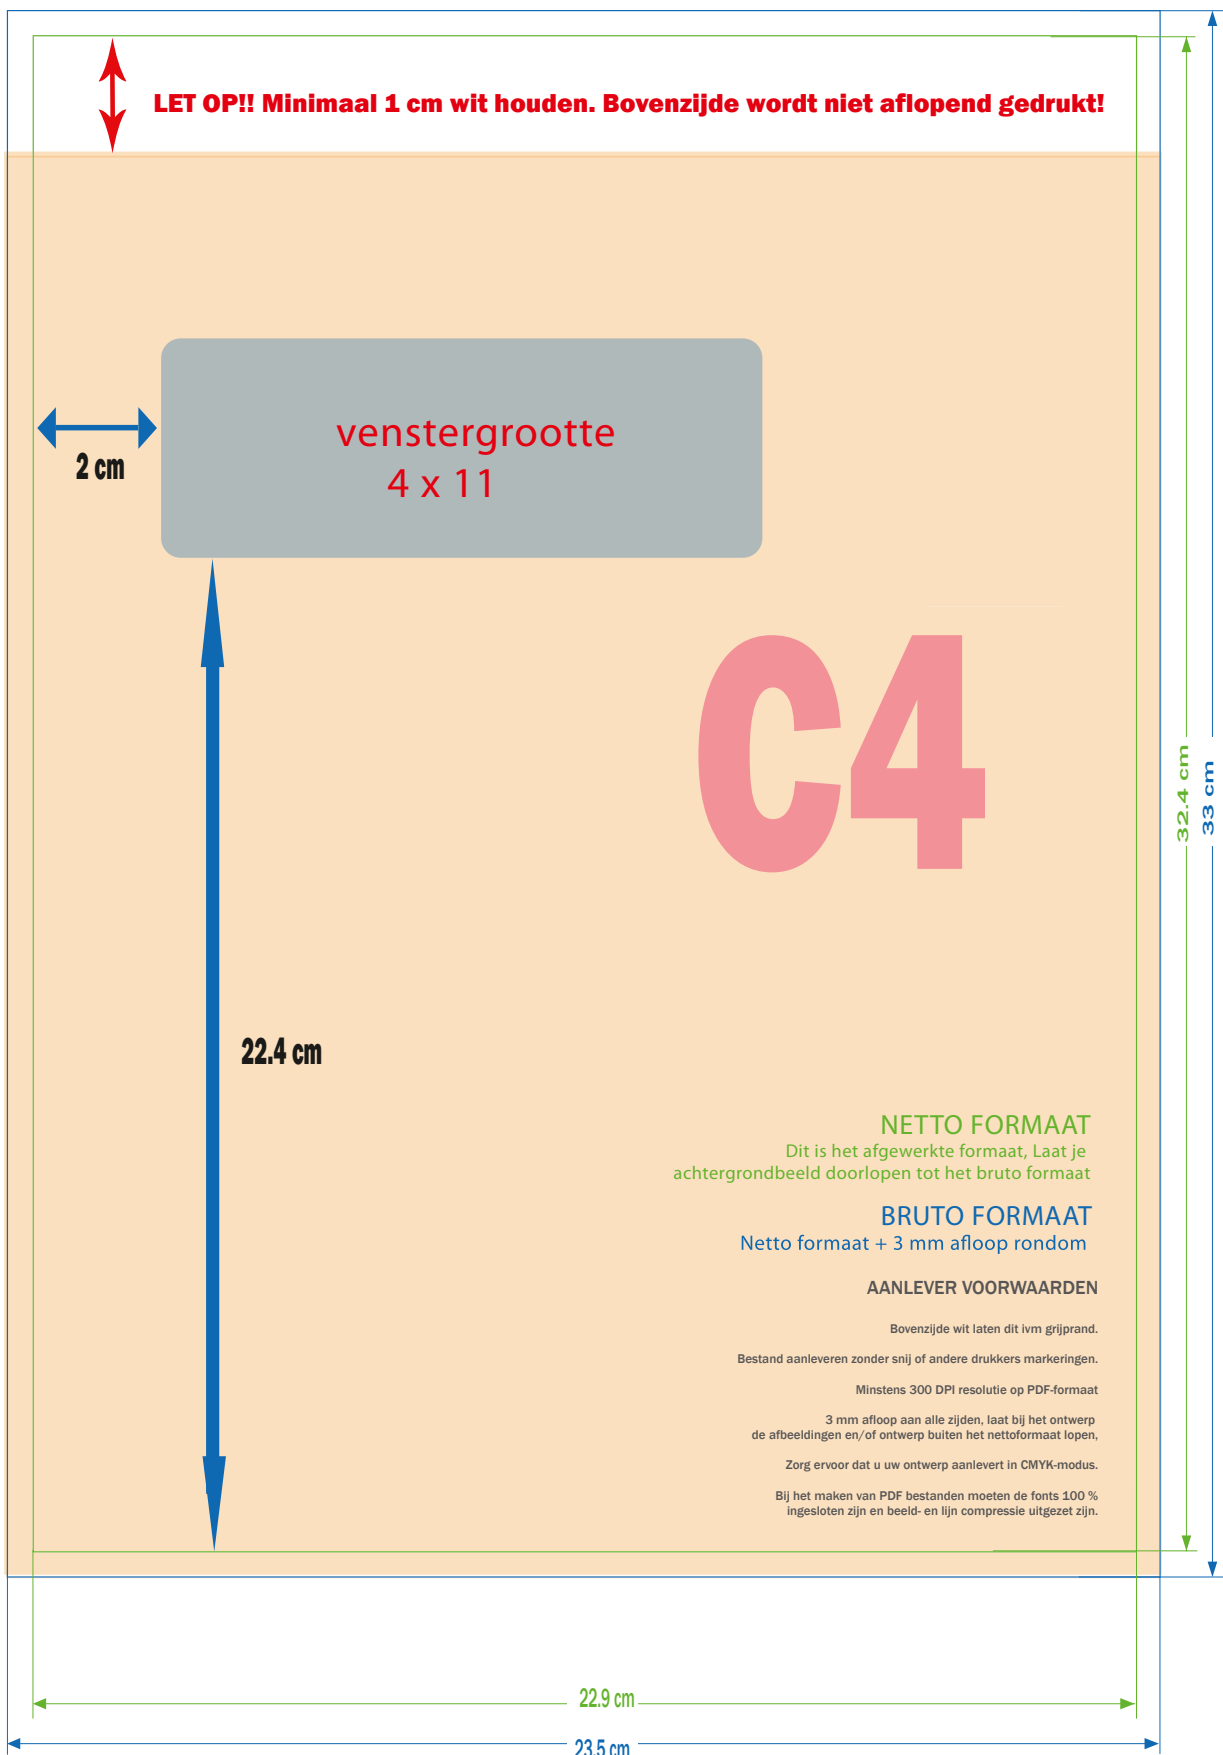 LET OP!! Minimaal 1 cm wit houden. Bovenzijde wordt niet aflopend gedrukt!
venstergrootte
4 x 11
2 cm
C4
32.4 cm
33 cm
22.4 cm
NETTO FORMAAT
Dit is het afgewerkte formaat, Laat je
achtergrondbeeld doorlopen tot het bruto formaat
BRUTO FORMAAT
Netto formaat + 3 mm afloop rondom
AANLEVER VOORWAARDEN
Bovenzijde wit laten dit ivm grijprand.
Bestand aanleveren zonder snij of andere drukkers markeringen.
Minstens 300 DPI resolutie op PDF-formaat
3 mm afloop aan alle zijden, laat bij het ontwerp
de afbeeldingen en/of ontwerp buiten het nettoformaat lopen,
Zorg ervoor dat u uw ontwerp aanlevert in CMYK-modus.
Bij het maken van PDF bestanden moeten de fonts 100 %
ingesloten zijn en beeld- en lijn compressie uitgezet zijn.
22.9 cm
23.5 cm